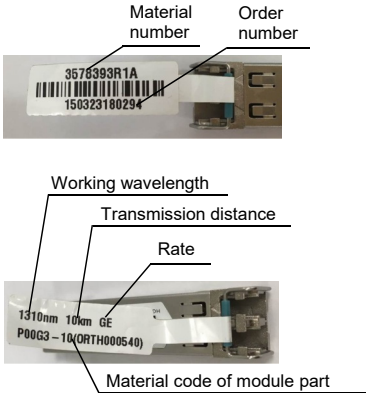 Material number
Order number
3578393R1A
150323180294
Working wavelength
Transmission distance
Rate
1310nm 10km GE
P00G3-10(ORTH000540)
Material code of module part